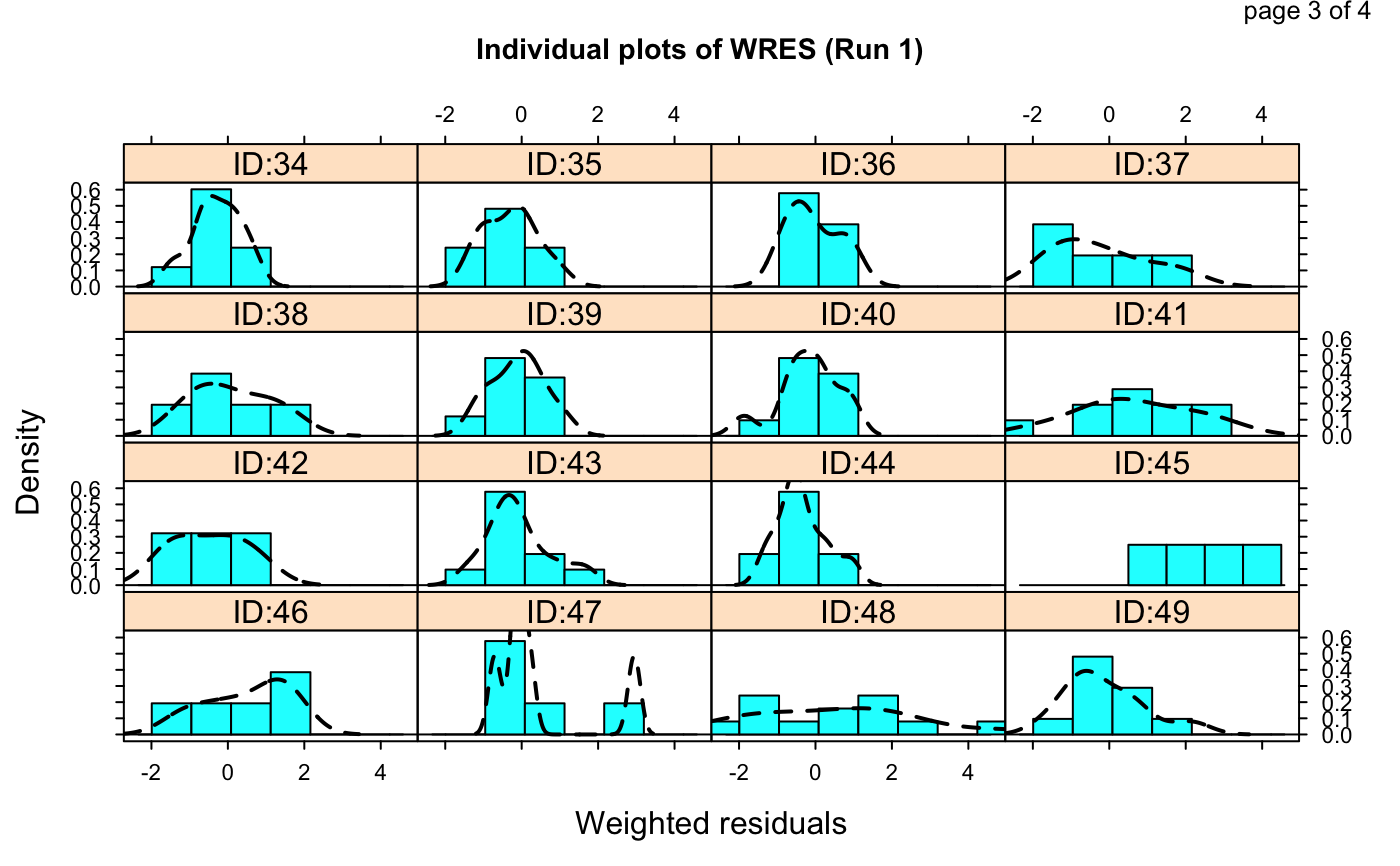 page 3 of 4
Individual plots of WRES (Run 1)
-2 0 2 4 -2 0 2 4
ID:34 ID:35 ID:36 ID:37
0.6
0.5
0.4
0.3
0.2
0.1
0.0
ID:38 ID:39 ID:40 ID:41
0.6
0.5
0.4
0.3
0.2
0.1
0.0
ID:42 ID:43 ID:44 ID:45
0.6
0.5
0.4
0.3
0.2
0.1
0.0
ID:46 ID:47 ID:48 ID:49
0.6
0.5
0.4
0.3
0.2
0.1
0.0
-2 0 2 4 -2 0 2 4
Density
Weighted residuals